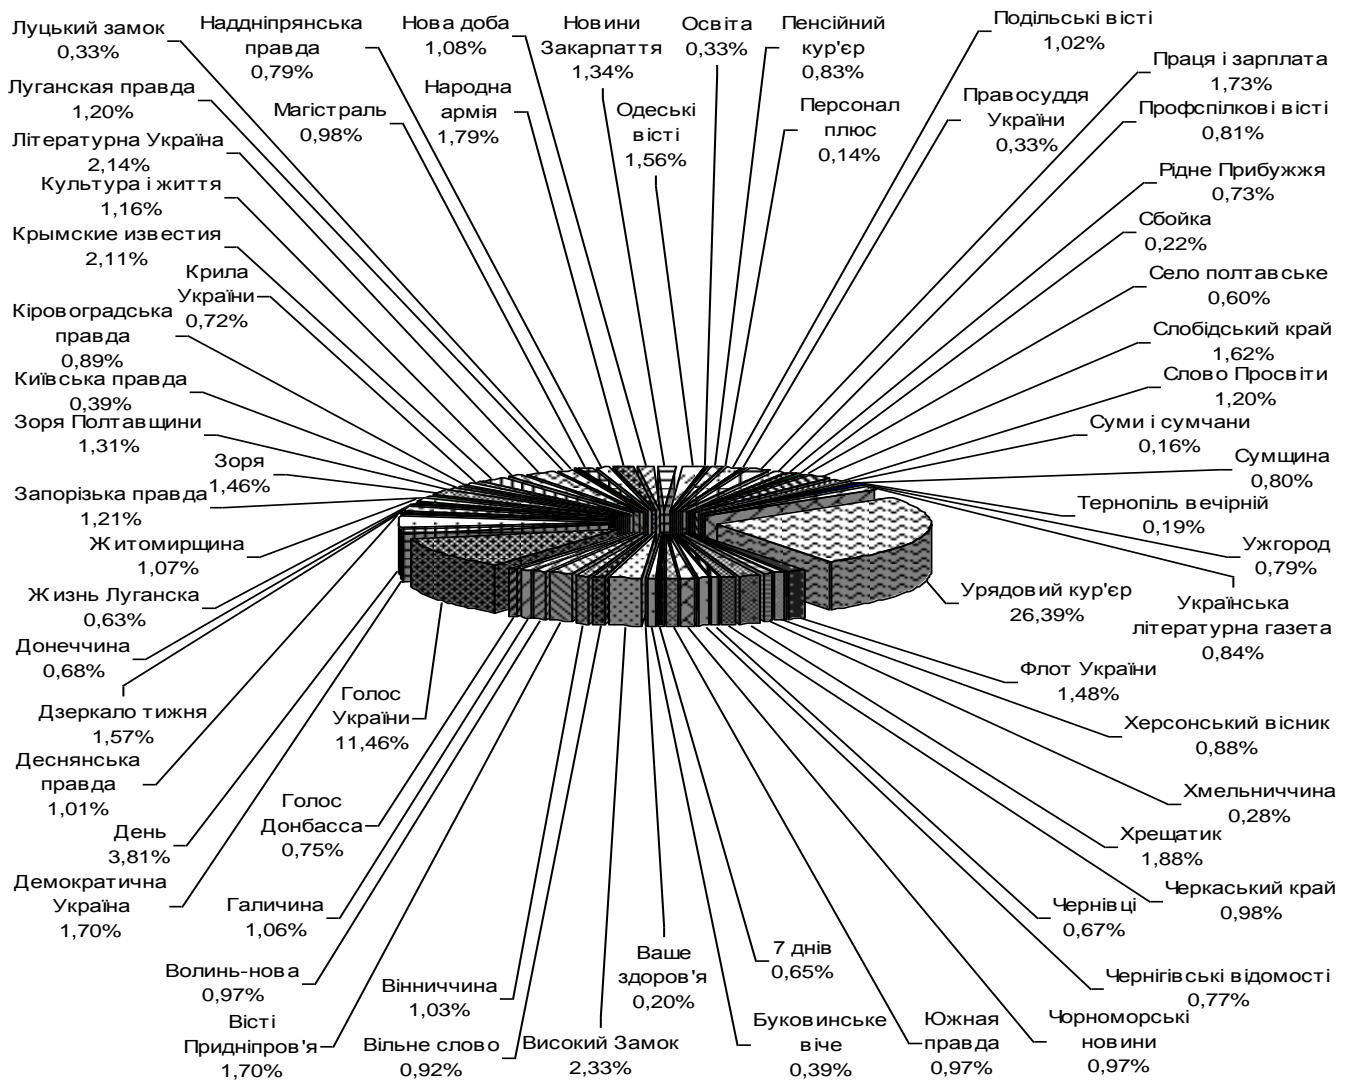 Луцький замок
0,33%
Наддніпрянська
правда
0,79%
Нова доба
1,08%
Новини
Закарпаття
1,34%
Освіта
0,33%
Пенсійний
кур'єр
0,83%
Подільські вісті
1,02%
Праця і зарплата
1,73%
Луганская правда
1,20%
Магістраль
0,98%
Народна
армія
1,79%
Одеські
вісті
1,56%
Персонал
плюс
0,14%
Правосуддя
України
0,33%
Профспілкові вісті
0,81%
Літературна Україна
2,14%
Рідне Прибужжя
0,73%
Культура і життя
1,16%
Сбойка
0,22%
Крымские известия
2,11%
Крила
України
0,72%
Село полтавське
0,60%
Кіровоградська
правда
0,89%
Слобідський край
1,62%
Київська правда
0,39%
Слово Просвіти
1,20%
Зоря Полтавщини
1,31%
Суми і сумчани
0,16%
Зоря
1,46%
Сумщина
0,80%
Запорізька правда
1,21%
Тернопіль вечірній
0,19%
Житомирщина
1,07%
Ужгород
0,79%
Жизнь Луганска
0,63%
Урядовий кур'єр
26,39%
Українська
літературна газета
0,84%
Донеччина
0,68%
Флот України
1,48%
Дзеркало тижня
1,57%
Голос
України
11,46%
Херсонський вісник
0,88%
Деснянська
правда
1,01%
Хмельниччина
0,28%
Голос
Донбасса
0,75%
День
3,81%
Хрещатик
1,88%
Демократична
Україна
1,70%
Галичина
1,06%
Черкаський край
0,98%
Чернівці
0,67%
Волинь-нова
0,97%
Вінниччина
1,03%
Ваше
здоров'я
0,20%
7 днів
0,65%
Чернігівські відомості
0,77%
Вісті
Придніпров'я
1,70%
Вільне слово
0,92%
Високий Замок
2,33%
Буковинське
віче
0,39%
Южная
правда
0,97%
Чорноморські
новини
0,97%